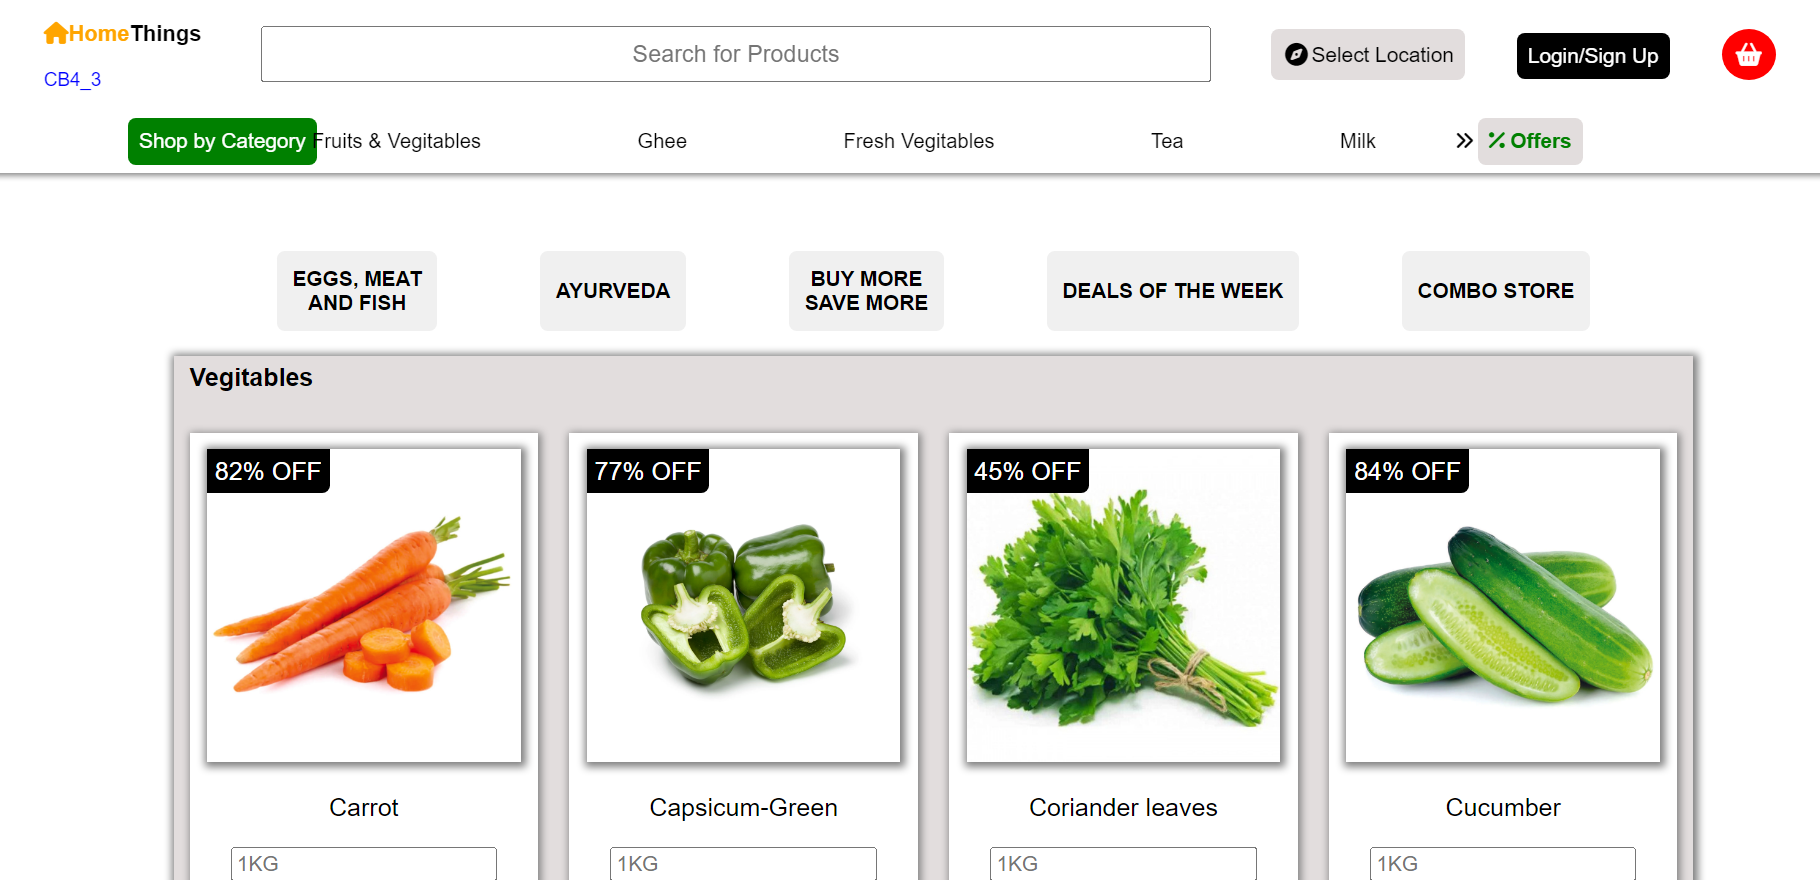 HomeThings
CB4_3
Search for Products
Select Location
Login/Sign Up
Shop by Category
Fruits & Vegitables
Ghee
Fresh Vegitables
Tea
Milk
Offers
EGGS, MEAT
AND FISH
AYURVEDA
BUY MORE
SAVE MORE
DEALS OF THE WEEK
COMBO STORE
Vegitables
82% OFF
77% OFF
45% OFF
84% OFF
Carrot
Capsicum-Green
Coriander leaves
Cucumber
1KG
1KG
1KG
1KG